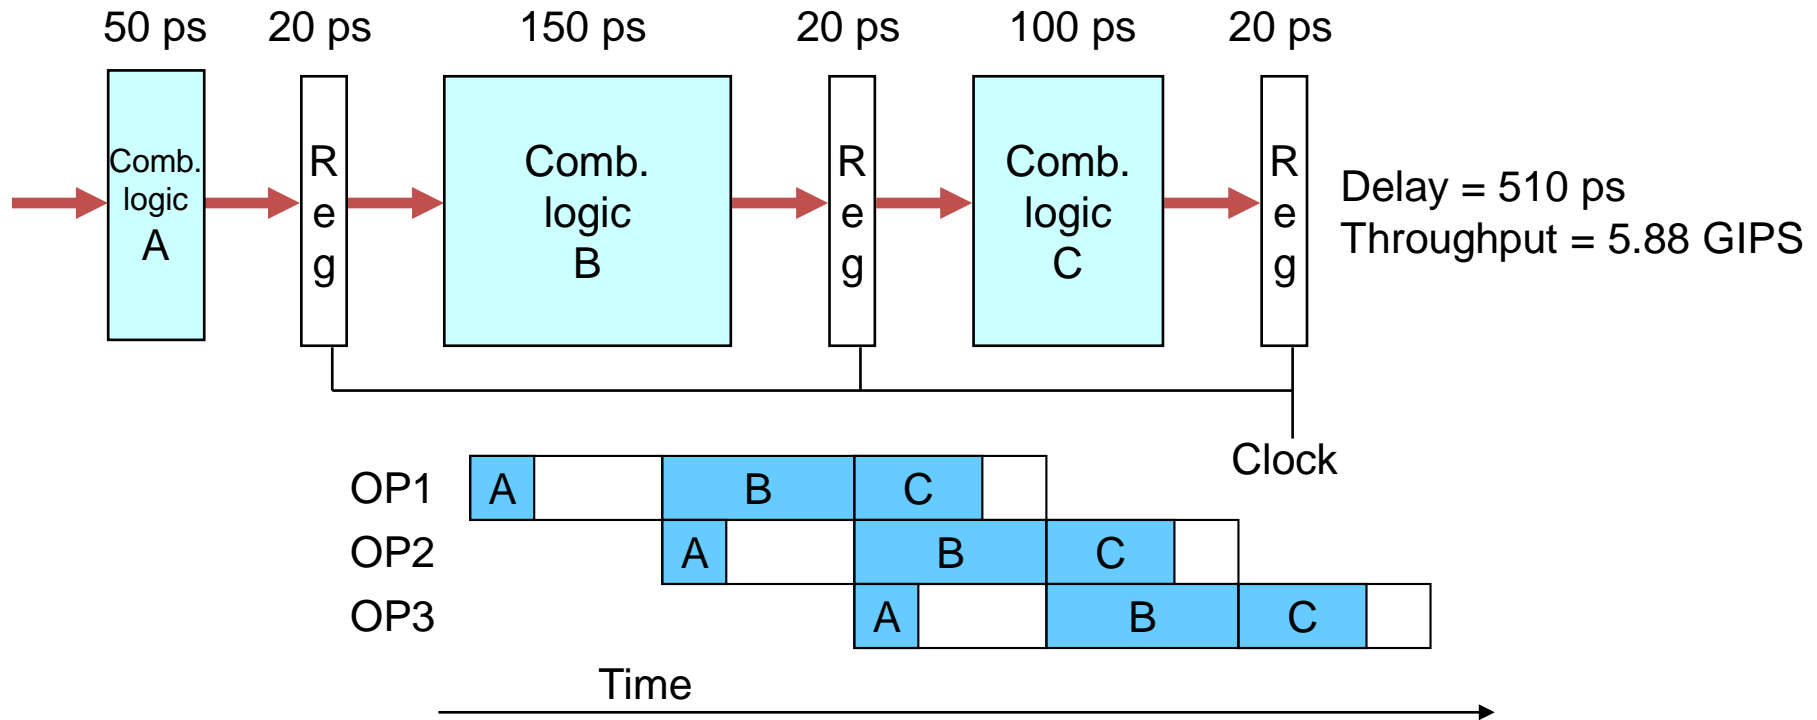 50 ps 20 ps 150 ps 20 ps 100 ps 20 ps
Comb.
logic
A
R
e
g
Comb.
logic
B
R
e
g
Comb.
logic
C
R
e
g
Delay = 510 ps
Throughput = 5.88 GIPS
Clock
OP1 A B C
OP2 A B C
OP3 A B C
Time